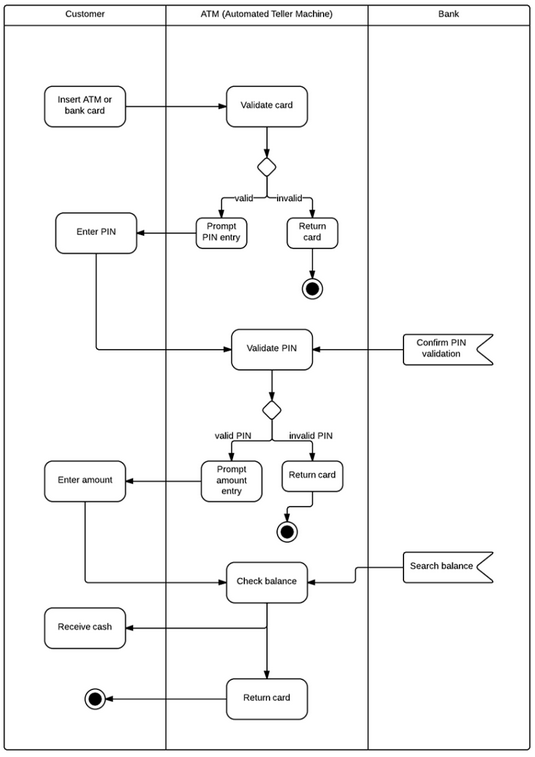 Customer
ATM (Automated Teller Machine)
Bank
Insert ATM or
bank card
Validate card
valid
invalid
Enter PIN
Prompt
PIN entry
Return
card
Validate PIN
Confirm PIN
validation
valid PIN
invalid PIN
Enter amount
Prompt
amount
entry
Return card
Check balance
Search balance
Receive cash
Return card